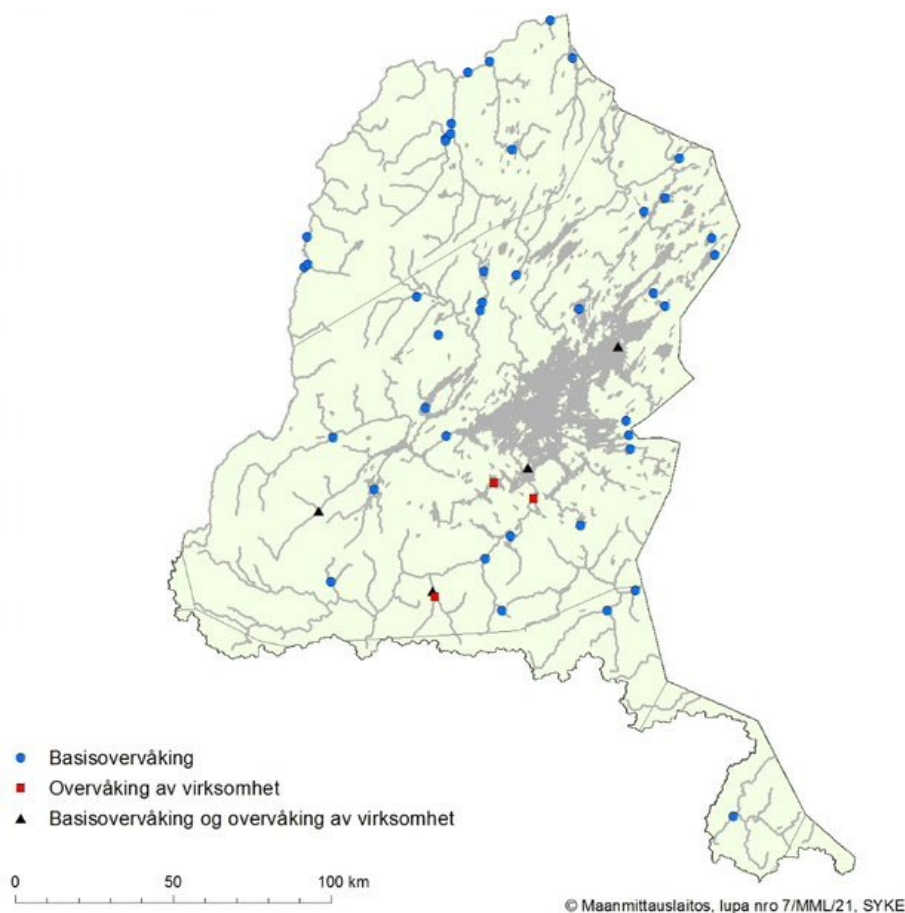 Basisovervåking
Overvåking av virksomhet
Basisovervåking og overvåking av virksomhet
0 50 100 km
© Maanmittauslaitos, lupa nro 7/MML/21, SYKE